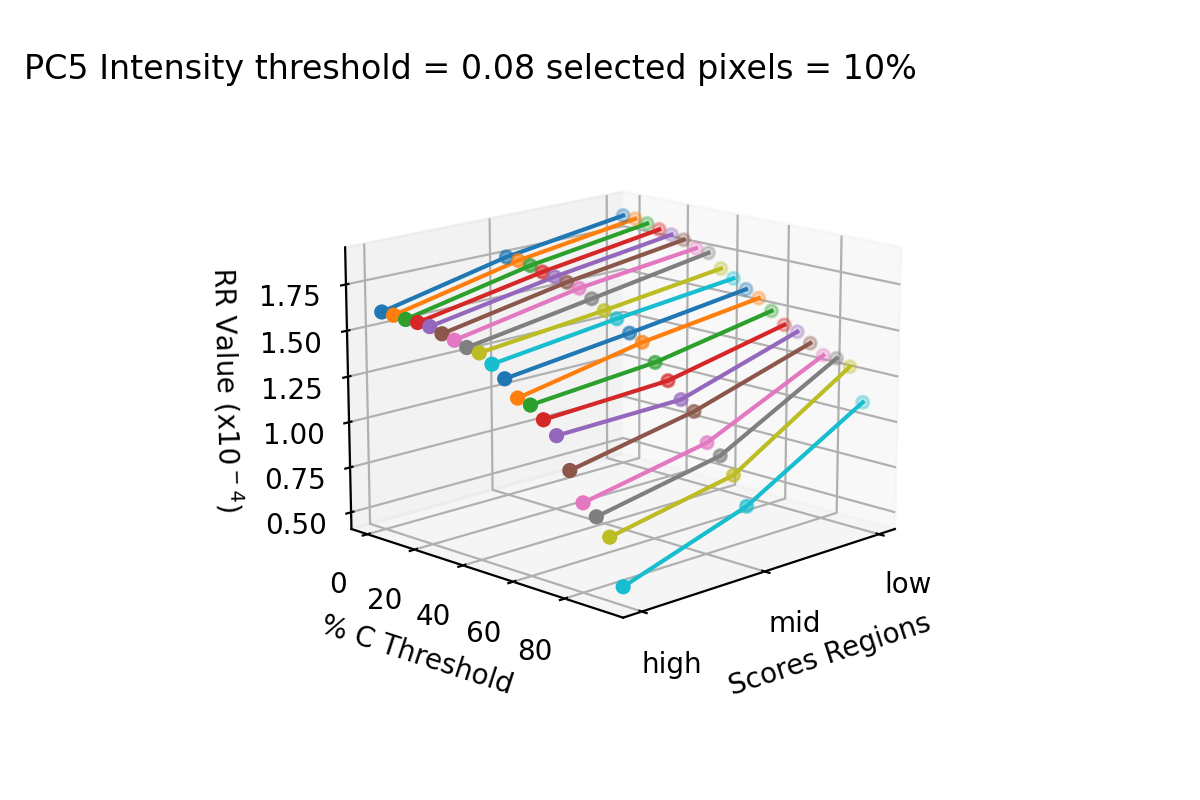 PC5 Intensity threshold = 0.08 selected pixels = 10%
RR Value (x10⁻⁴)
1.75
1.50
1.25
1.00
0.75
0.50
0
20
40
60
80
% C Threshold
high
mid
low
Scores Regions